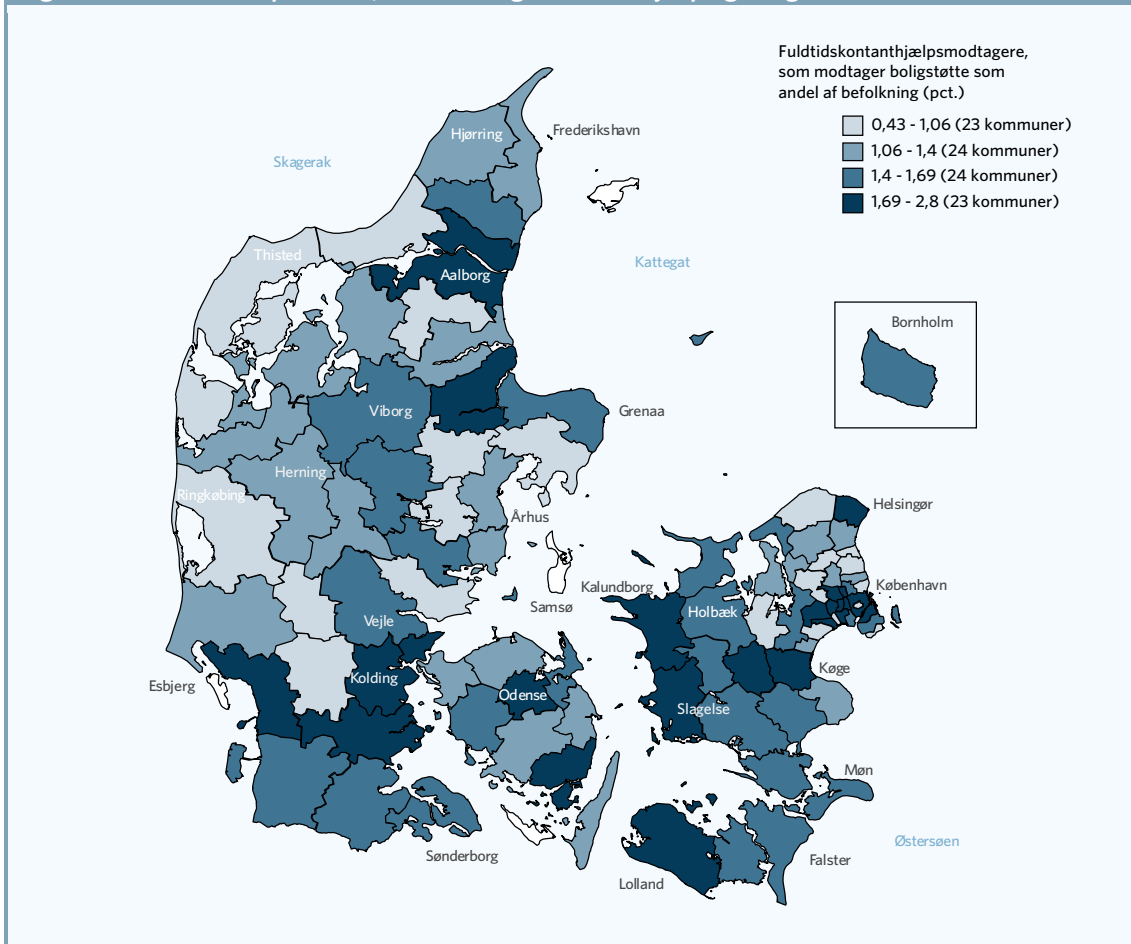 Fuldtidskontanthjælpsmodtagere,
som modtager boligstøtte som
andel af befolkning (pct.)
0,43 - 1,06 (23 kommuner)
1,06 - 1,4 (24 kommuner)
1,4 - 1,69 (24 kommuner)
1,69 - 2,8 (23 kommuner)
Hjørring
Frederikshavn
Skagerak
Thisted
Kattegat
Aalborg
Bornholm
Viborg
Grenaa
Herning
Ringkøbing
Helsingør
Århus
Kalundborg
København
Samsø
Holbæk
Vejle
Køge
Kolding
Esbjerg
Odense
Slagelse
Møn
Østersøen
Sønderborg
Falster
Lolland